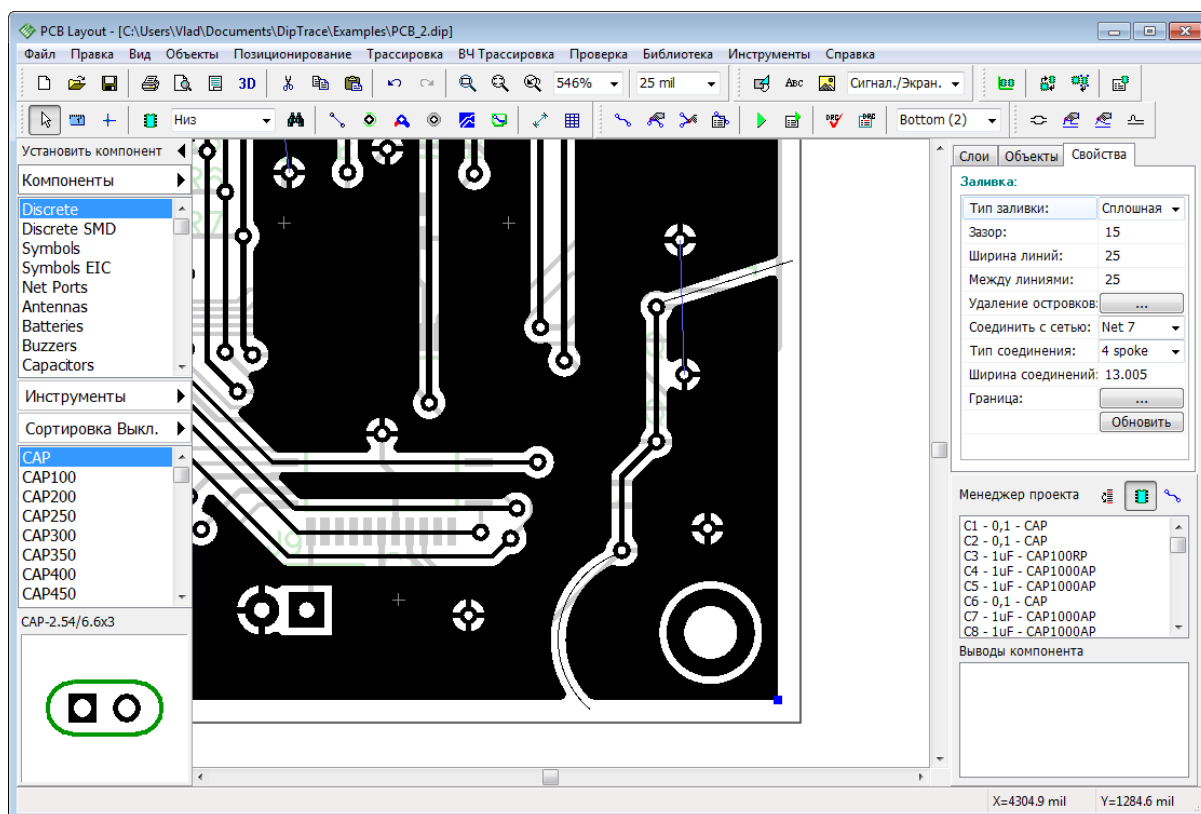 PCB Layout - [C:\Users\Vlad\Documents\DipTrace\Examples\PCB_2.dip]
Файл Правка Вид Объекты Позиционирование Трассировка ВЧ Трассировка Проверка Библиотека Инструменты Справка
3D 546% 25 mil ABC Сигнал./Экран.
Низ DRC DRC Bottom (2)
Установить компонент
Компоненты
Discrete
Discrete SMD
Symbols
Symbols EIC
Net Ports
Antennas
Batteries
Buzzers
Capacitors
Инструменты
Сортировка Выкл.
CAP
CAP100
CAP200
CAP250
CAP300
CAP350
CAP400
CAP450
CAP-2.54/6.6x3
R6
R7
Слои Объекты Свойства
Заливка:
Тип заливки: Сплошная
Зазор: 15
Ширина линий: 25
Между линиями: 25
Удаление островков: ...
Соединить с сетью: Net 7
Тип соединения: 4 spoke
Ширина соединений: 13.005
Граница: ...
Обновить
Менеджер проекта
C1 - 0,1 - CAP
C2 - 0,1 - CAP
C3 - 1uF - CAP100RP
C4 - 1uF - CAP1000AP
C5 - 1uF - CAP1000AP
C6 - 0,1 - CAP
C7 - 1uF - CAP1000AP
C8 - 1uF - CAP1000AP
Выводы компонента
X=4304.9 mil Y=1284.6 mil